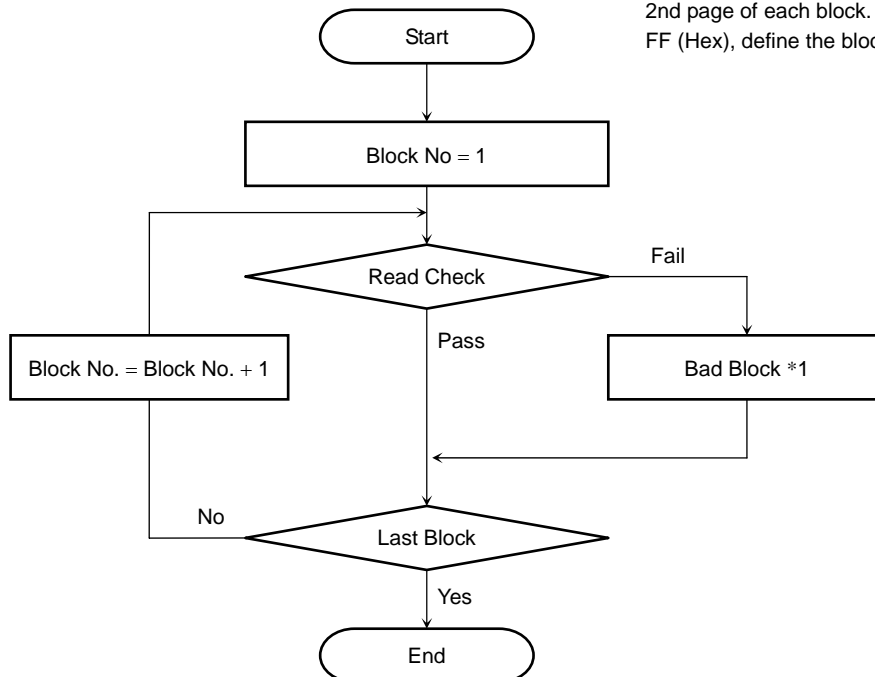 2nd page of each block.
FF (Hex), define the
Start
Block No = 1
Read Check
Fail
Pass
Block No. = Block No. + 1
Bad Block *1
No
Last Block
Yes
End